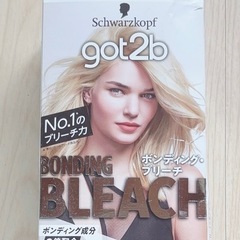 Schwarzkopf
got2b
No.1*の
ブリーチ力
BONDING
ボンディング・
ブリーチ
BLEACH
ボンディング成分